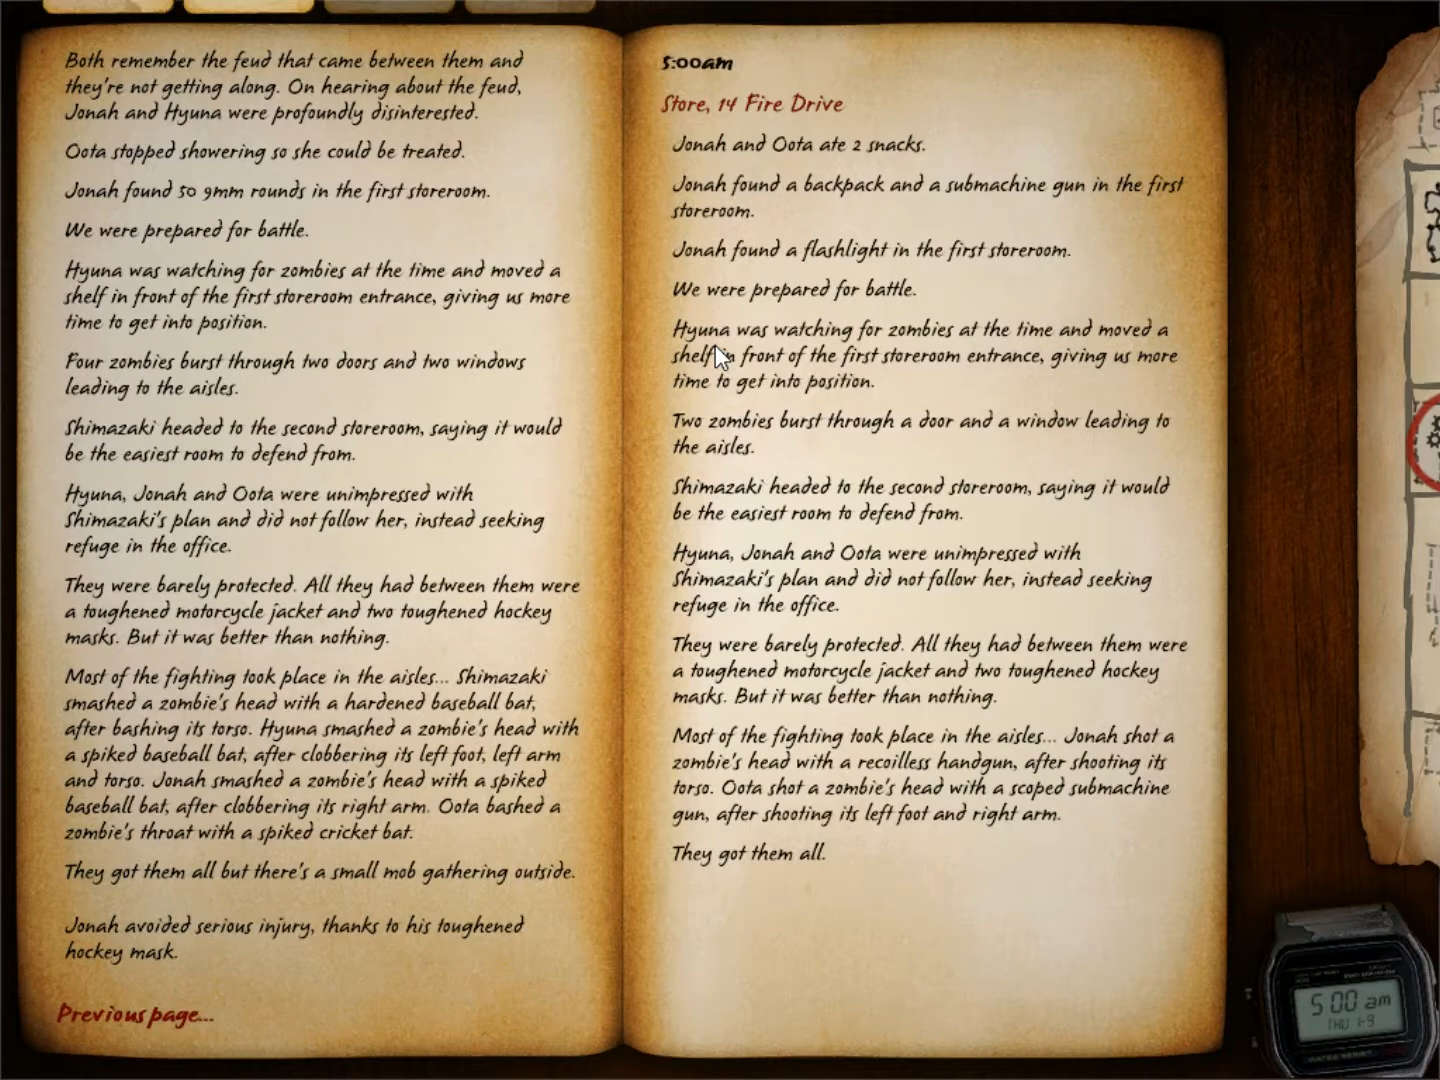 Both remember the feud that came between them and
they're not getting along. On hearing about the feud,
Jonah and Hyuna were profoundly disinterested.
Oota stopped showering so she could be treated.
Jonah found 50 9mm rounds in the first storeroom.
We were prepared for battle.
Hyuna was watching for zombies at the time and moved a
shelf in front of the first storeroom entrance, giving us more
time to get into position.
Four zombies burst through two doors and two windows
leading to the aisles.
Shimazaki headed to the second storeroom, saying it would
be the easiest room to defend from.
Hyuna, Jonah and Oota were unimpressed with
Shimazaki's plan and did not follow her, instead seeking
refuge in the office.
They were barely protected. All they had between them were
a toughened motorcycle jacket and two toughened hockey
masks. But it was better than nothing.
Most of the fighting took place in the aisles... Shimazaki
smashed a zombie's head with a hardened baseball bat,
after bashing its torso. Hyuna smashed a zombie's head with
a spiked baseball bat, after clobbering its left foot, left arm
and torso. Jonah smashed a zombie's head with a spiked
baseball bat, after clobbering its right arm. Oota bashed a
zombie's throat with a spiked cricket bat.
They got them all but there's a small mob gathering outside.
Jonah avoided serious injury, thanks to his toughened
hockey mask.
Previous page...
5:00am
Store, 14 Fire Drive
Jonah and Oota ate 2 snacks.
Jonah found a backpack and a submachine gun in the first
storeroom.
Jonah found a flashlight in the first storeroom.
We were prepared for battle.
Hyuna was watching for zombies at the time and moved a
shelf in front of the first storeroom entrance, giving us more
time to get into position.
Two zombies burst through a door and a window leading to
the aisles.
Shimazaki headed to the second storeroom, saying it would
be the easiest room to defend from.
Hyuna, Jonah and Oota were unimpressed with
Shimazaki's plan and did not follow her, instead seeking
refuge in the office.
They were barely protected. All they had between them were
a toughened motorcycle jacket and two toughened hockey
masks. But it was better than nothing.
Most of the fighting took place in the aisles... Jonah shot a
zombie's head with a recoilless handgun, after shooting its
torso. Oota shot a zombie's head with a scoped submachine
gun, after shooting its left foot and right arm.
They got them all.
5:00 am
THU 1-9